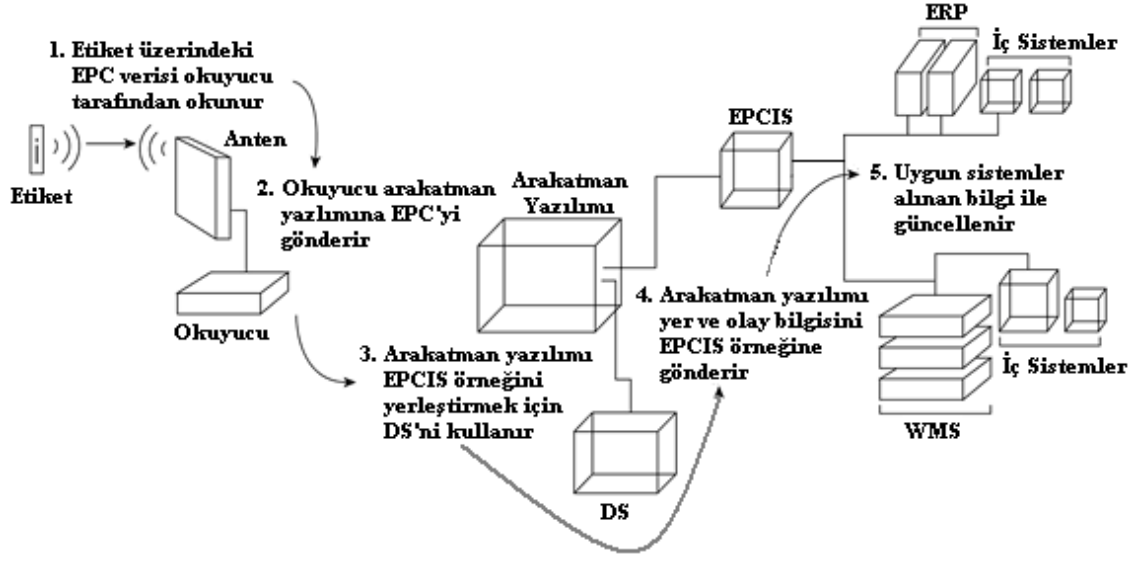 1. Etiket üzerindeki
EPC verisi okuyucu
tarafından okunur
Etiket
Anten
2. Okuyucu arakatman
yazlımına EPC'yi
gönderir
Okuyucu
3. Arakatman yazılımı
EPCIS örneğini
yerleştirmek için
DS'ni kullanır
Arakatman
Yazılımı
DS
4. Arakatman yazılımı
yer ve olay bilgisini
EPCIS örneğine
gönderir
EPCIS
ERP
İç Sistemler
5. Uygun sistemler
alınan bilgi ile
güncellenir
İç Sistemler
WMS